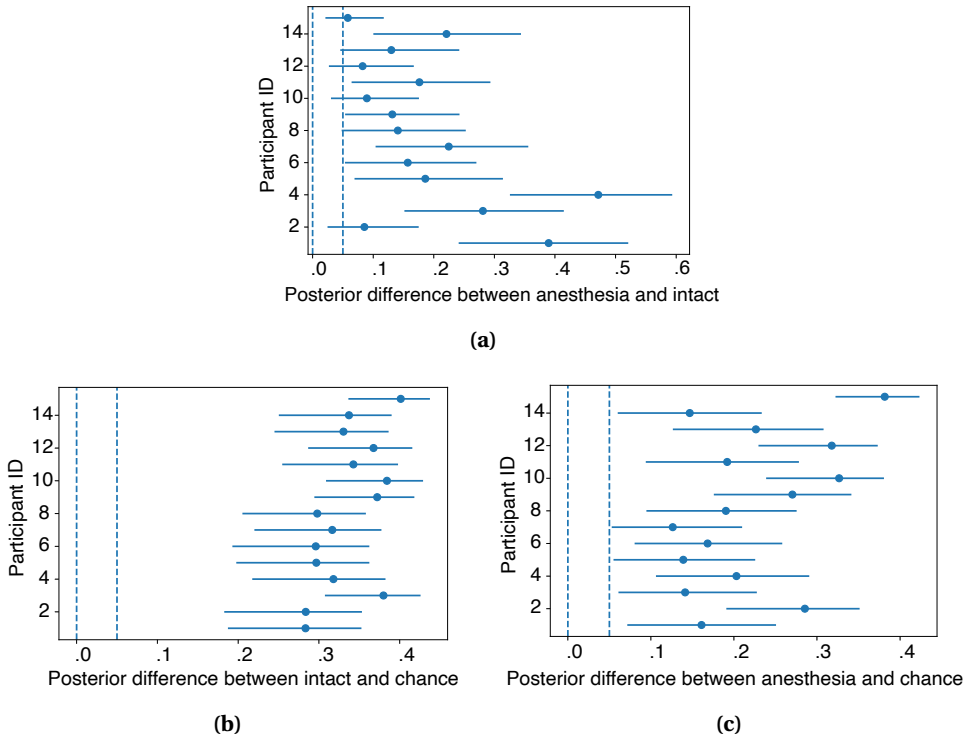 14
12
10
8
6
4
2
Participant ID
.0 .1 .2 .3 .4 .5 .6
Posterior difference between anesthesia and intact
(a)
14
12
10
8
6
4
2
Participant ID
.0 .1 .2 .3 .4
Posterior difference between intact and chance
(b)
14
12
10
8
6
4
2
Participant ID
.0 .1 .2 .3 .4
Posterior difference between anesthesia and chance
(c)